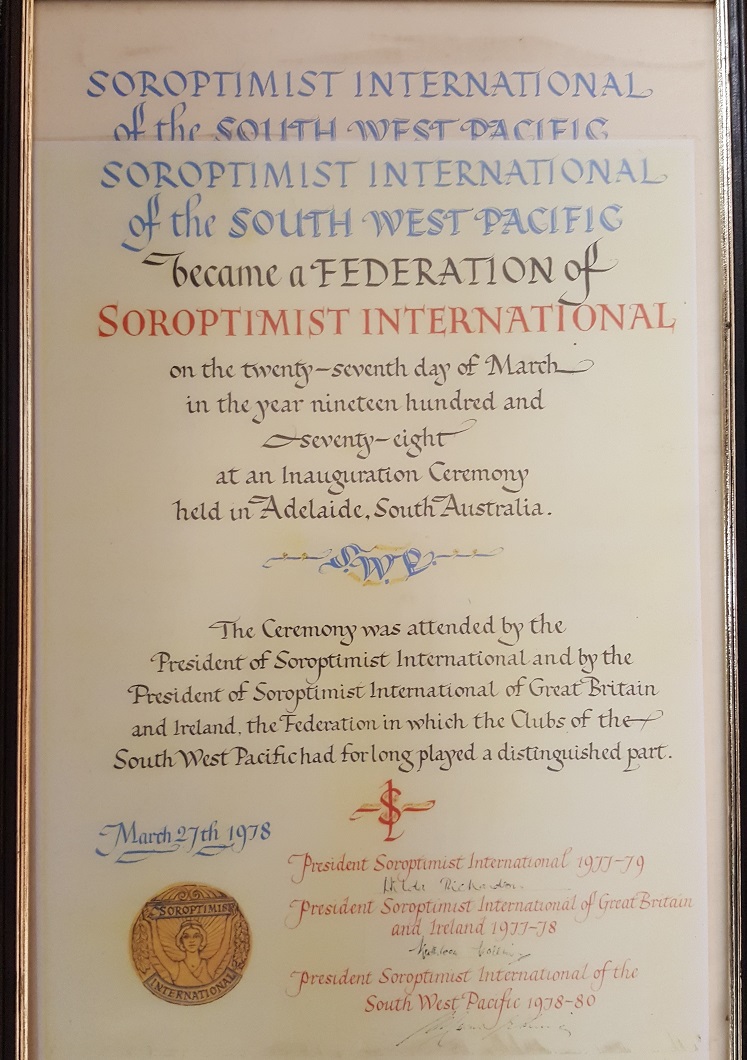 SOROPTIMIST INTERNATIONAL
of the SOUTH WEST PACIFIC
SOROPTIMIST INTERNATIONAL
of the SOUTH WEST PACIFIC
became a FEDERATION of
SOROPTIMIST INTERNATIONAL
on the twenty-seventh day of March
in the year nineteen hundred and
seventy-eight
at an Inauguration Ceremony
held in Adelaide, South Australia.
S.W.P.
The Ceremony was attended by the
President of Soroptimist International and by the
President of Soroptimist International of Great Britain
and Ireland, the Federation in which the Clubs of the
South West Pacific had for long played a distinguished part.
SI
March 27th 1978
President Soroptimist International 1977-79
Richardson
President Soroptimist International of Great Britain
and Ireland 1977-78
President Soroptimist International of the
South West Pacific 1978-80
SOROPTIMIST
INTERNATIONAL